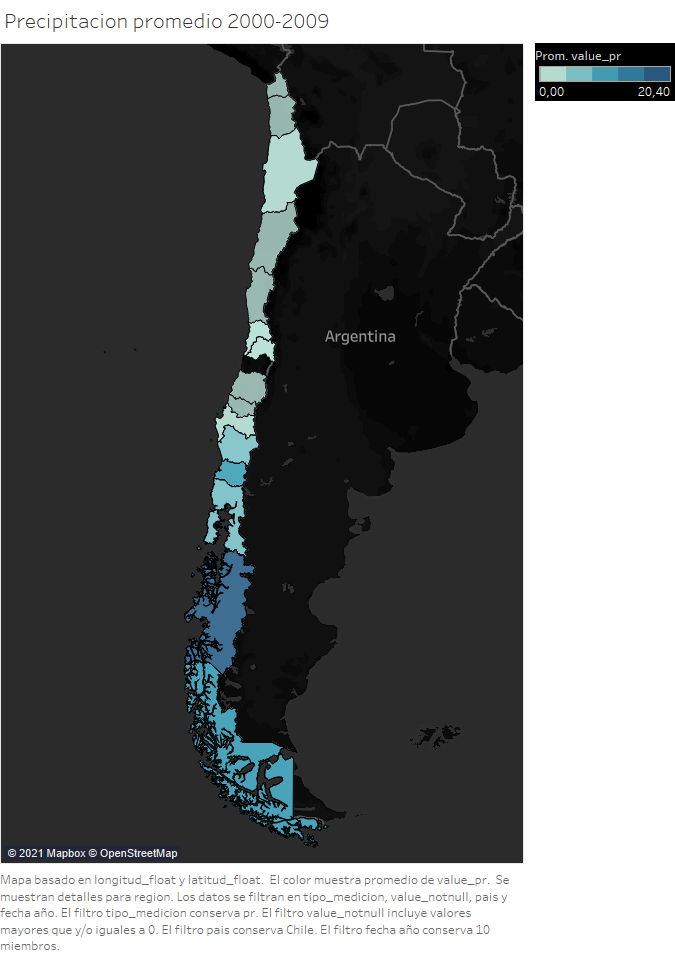 Precipitacion promedio 2000-2009
Prom. value_pr
0,00 20,40
Argentina
© 2021 Mapbox © OpenStreetMap
Mapa basado en longitud_float y latitud_float. El color muestra promedio de value_pr. Se
muestran detalles para region. Los datos se filtran en tipo_medicion, value_notnull, pais y
fecha año. El filtro tipo_medicion conserva pr. El filtro value_notnull incluye valores
mayores que y/o iguales a 0. El filtro pais conserva Chile. El filtro fecha año conserva 10
miembros.